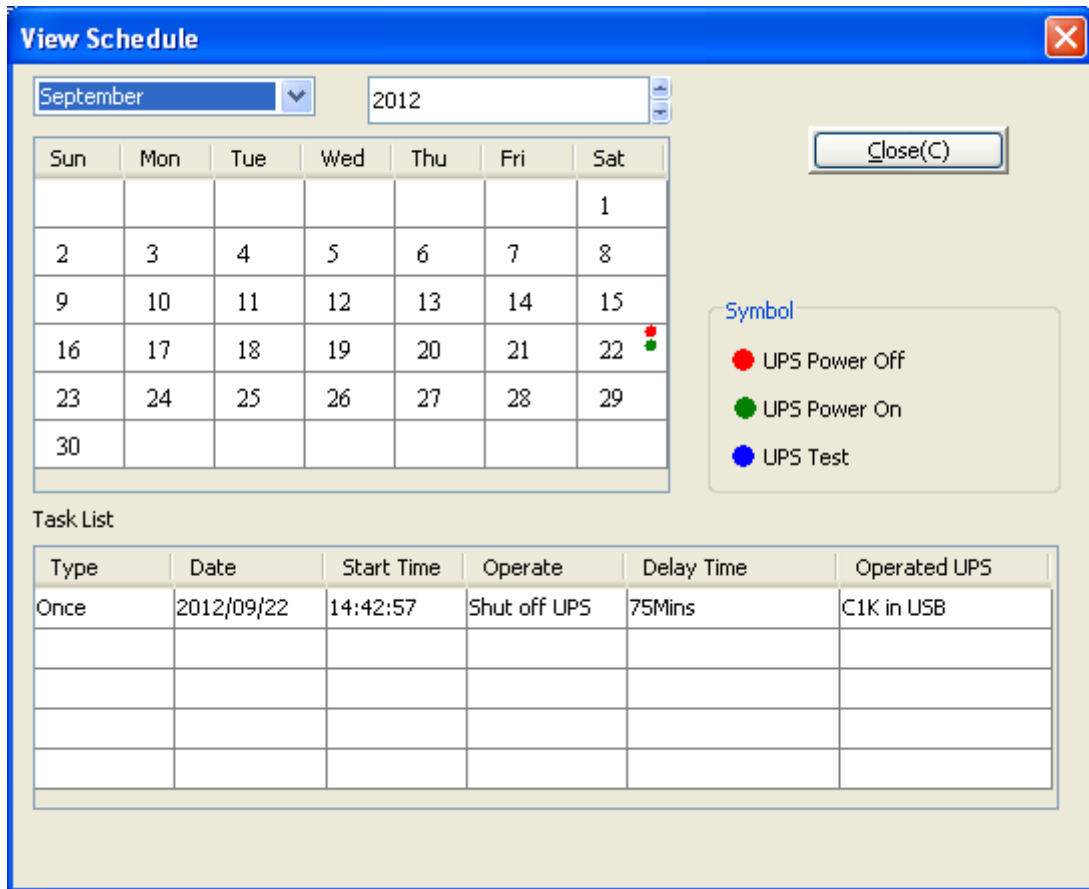 View Schedule
September 2012
Close(C)
Sun Mon Tue Wed Thu Fri Sat
1
2 3 4 5 6 7 8
9 10 11 12 13 14 15
16 17 18 19 20 21 22
23 24 25 26 27 28 29
30
Symbol
UPS Power Off
UPS Power On
UPS Test
Task List
Type Date Start Time Operate Delay Time Operated UPS
Once 2012/09/22 14:42:57 Shut off UPS 75Mins C1K in USB